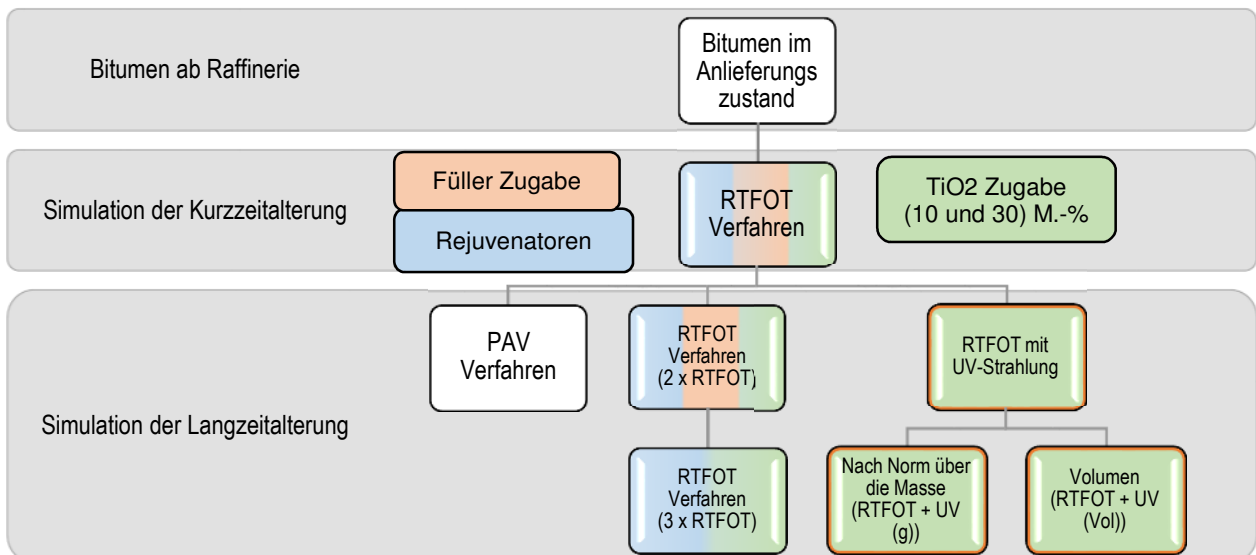 Bitumen ab Raffinerie
Bitumen im
Anlieferungs
zustand
Simulation der Kurzzeitalterung
Füller Zugabe
Rejuvenatoren
RTFOT
Verfahren
TiO2 Zugabe
(10 und 30) M.-%
Simulation der Langzeitalterung
PAV
Verfahren
RTFOT
Verfahren
(2 x RTFOT)
RTFOT mit
UV-Strahlung
RTFOT
Verfahren
(3 x RTFOT)
Nach Norm über
die Masse
(RTFOT + UV
(g))
Volumen
(RTFOT + UV
(Vol))